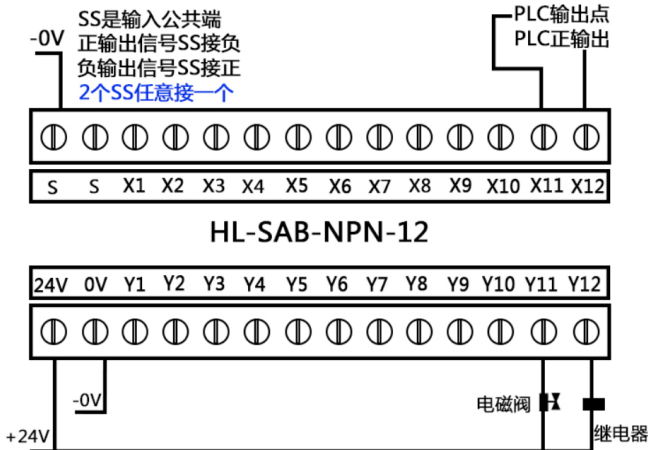 SS是输入公共端
正输出信号SS接负
负输出信号SS接正
2个SS任意接一个
-0V
PLC输出点
PLC正输出
S S X1 X2 X3 X4 X5 X6 X7 X8 X9 X10 X11 X12
HL-SAB-NPN-12
24V 0V Y1 Y2 Y3 Y4 Y5 Y6 Y7 Y8 Y9 Y10 Y11 Y12
-0V
电磁阀
+24V
继电器